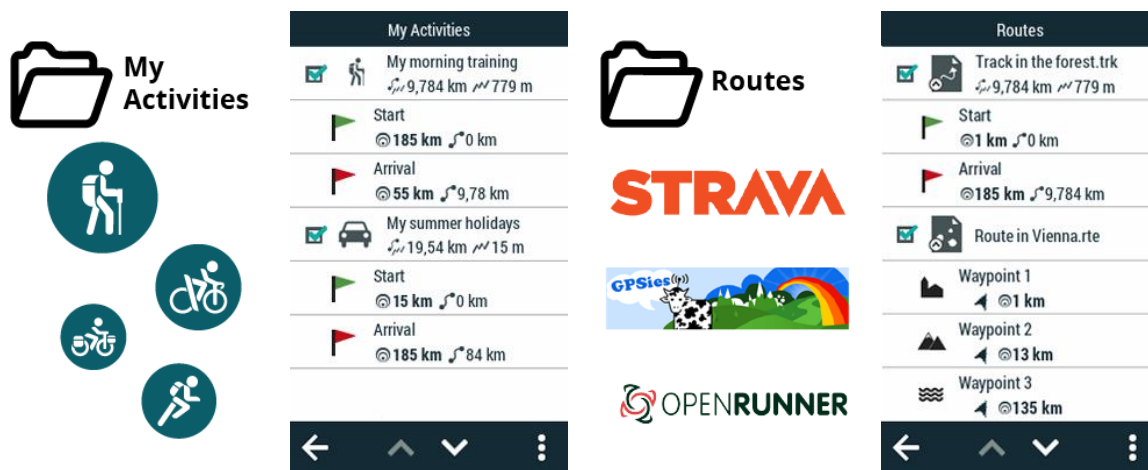 My
Activities
My Activities
My morning training
9,784 km 779 m
Start
185 km 0 km
Arrival
55 km 9,78 km
My summer holidays
19,54 km 15 m
Start
15 km 0 km
Arrival
185 km 84 km
Routes
STRAVA
GPSies
OPENRUNNER
Routes
Track in the forest.trk
9,784 km 779 m
Start
1 km 0 km
Arrival
185 km 9,784 km
Route in Vienna.rte
Waypoint 1
1 km
Waypoint 2
13 km
Waypoint 3
135 km